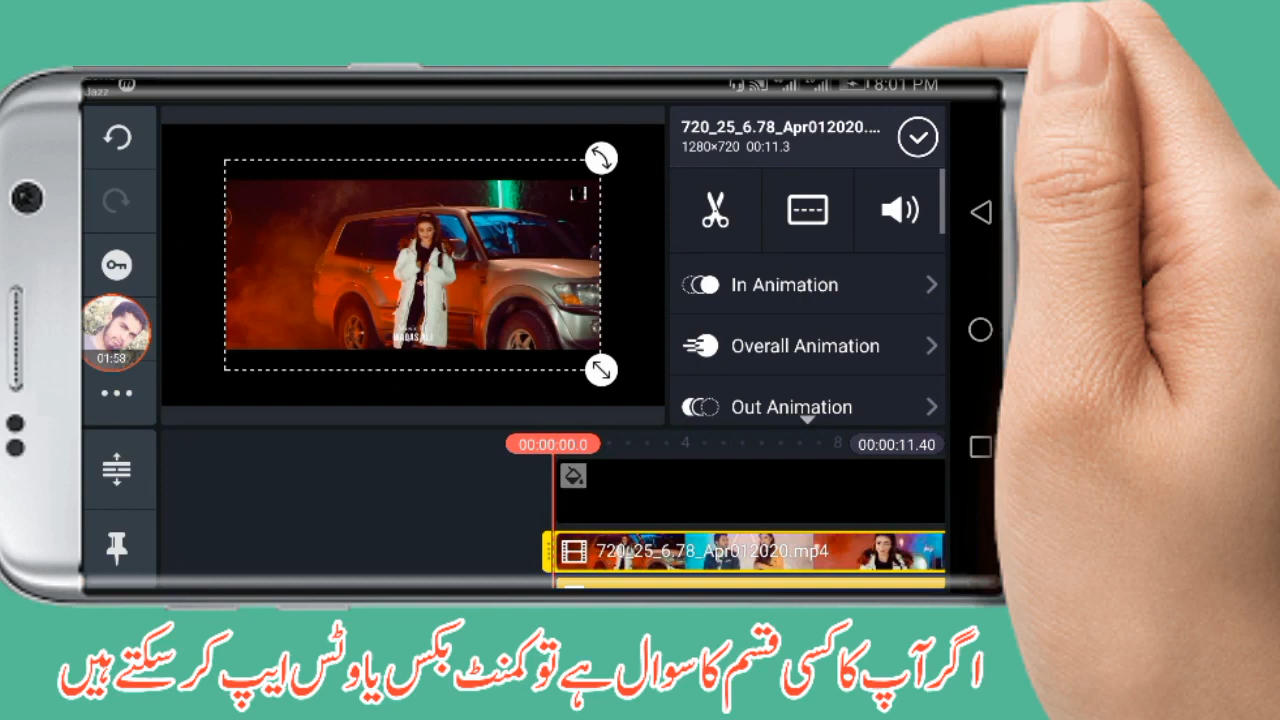 Jazz
8:01 PM
720_25_6.78_Apr012020....
1280×720 00:11.3
In Animation
Overall Animation
Out Animation
01:58
WAQAS ALI
00:00:00.0
4
8
00:00:11.40
720_25_6.78_Apr012020.mp4
اگر آپ کا کسی قسم کا سوال ہے تو کمنٹ بکس یا وٹس ایپ کر سکتے ہیں